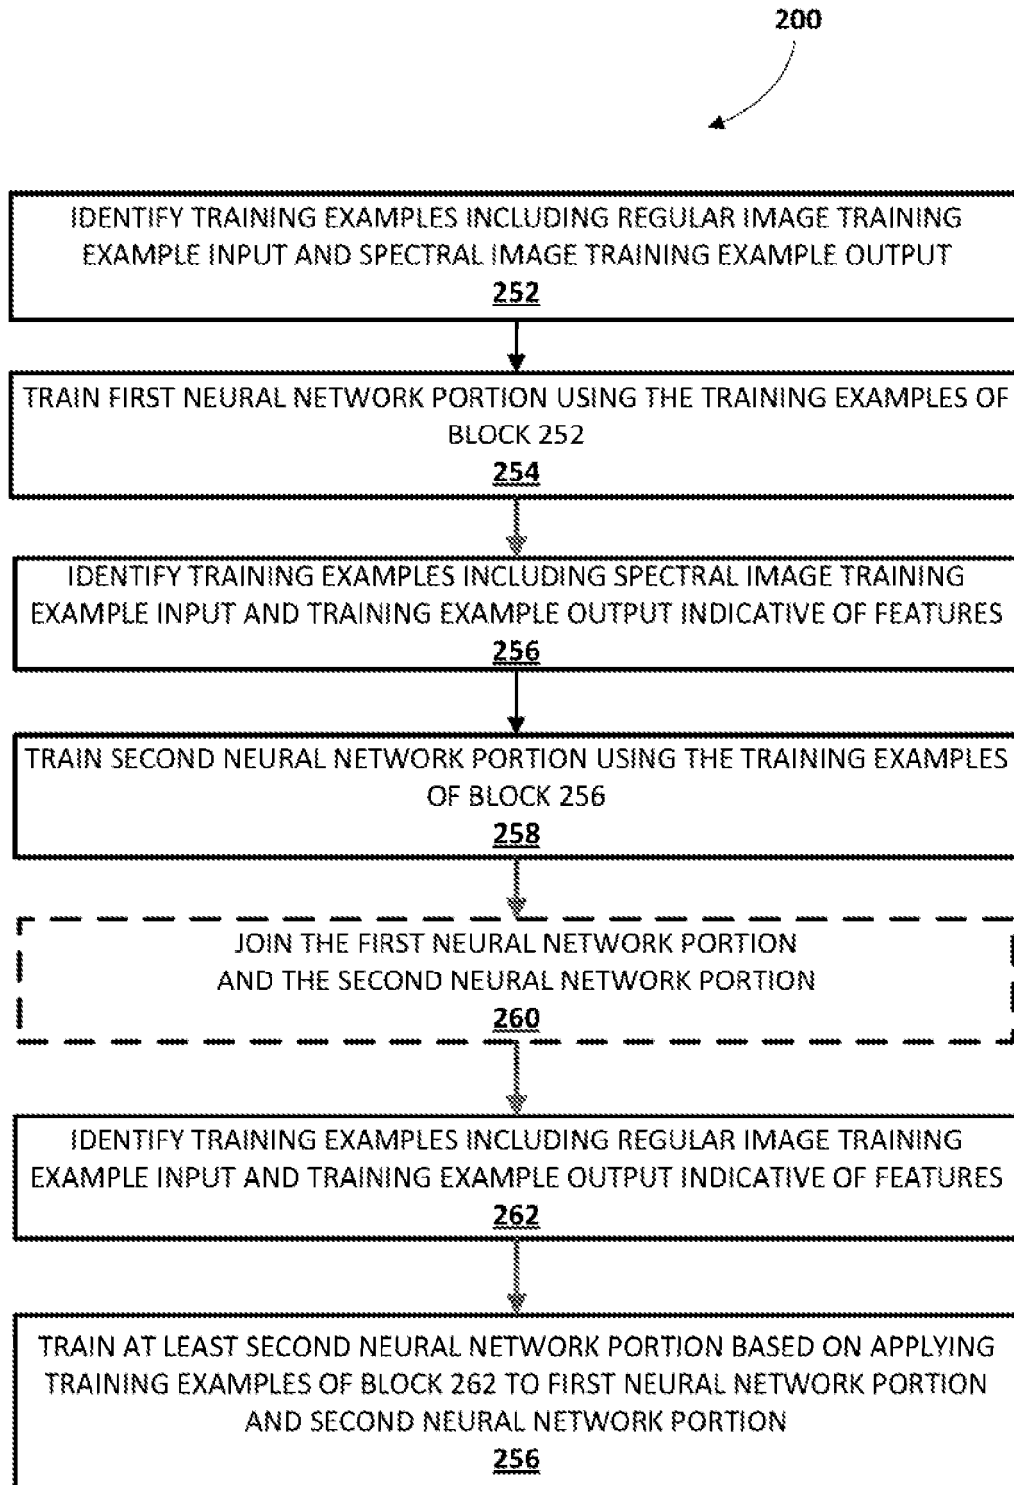 200
IDENTIFY TRAINING EXAMPLES INCLUDING REGULAR IMAGE TRAINING
EXAMPLE INPUT AND SPECTRAL IMAGE TRAINING EXAMPLE OUTPUT
252
TRAIN FIRST NEURAL NETWORK PORTION USING THE TRAINING EXAMPLES OF
BLOCK 252
254
IDENTIFY TRAINING EXAMPLES INCLUDING SPECTRAL IMAGE TRAINING
EXAMPLE INPUT AND TRAINING EXAMPLE OUTPUT INDICATIVE OF FEATURES
256
TRAIN SECOND NEURAL NETWORK PORTION USING THE TRAINING EXAMPLES
OF BLOCK 256
258
JOIN THE FIRST NEURAL NETWORK PORTION
AND THE SECOND NEURAL NETWORK PORTION
260
IDENTIFY TRAINING EXAMPLES INCLUDING REGULAR IMAGE TRAINING
EXAMPLE INPUT AND TRAINING EXAMPLE OUTPUT INDICATIVE OF FEATURES
262
TRAIN AT LEAST SECOND NEURAL NETWORK PORTION BASED ON APPLYING
TRAINING EXAMPLES OF BLOCK 262 TO FIRST NEURAL NETWORK PORTION
AND SECOND NEURAL NETWORK PORTION
256